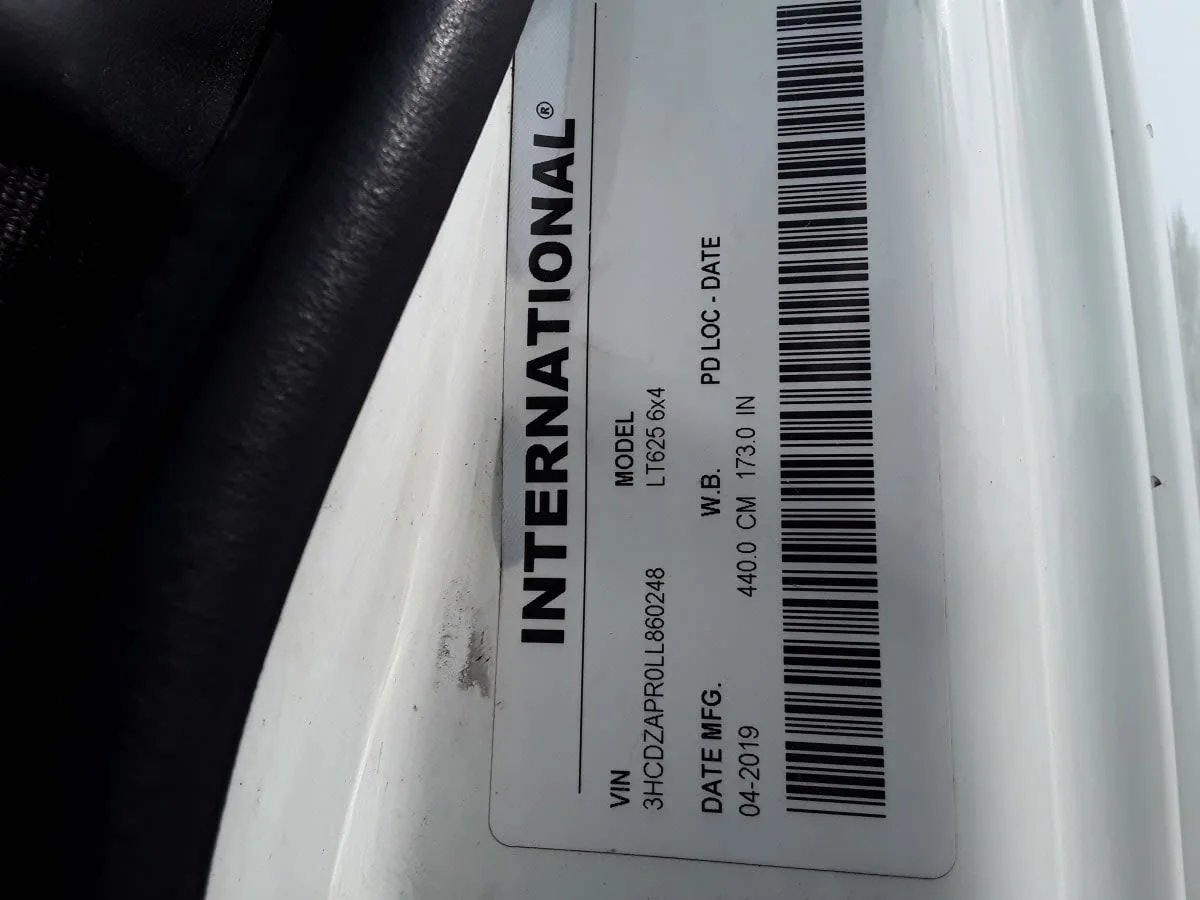 INTERNATIONAL®
VIN MODEL
3HCDZAPR0LL860248 LT625 6x4
DATE MFG. W.B. PD LOC - DATE
04-2019 440.0 CM 173.0 IN